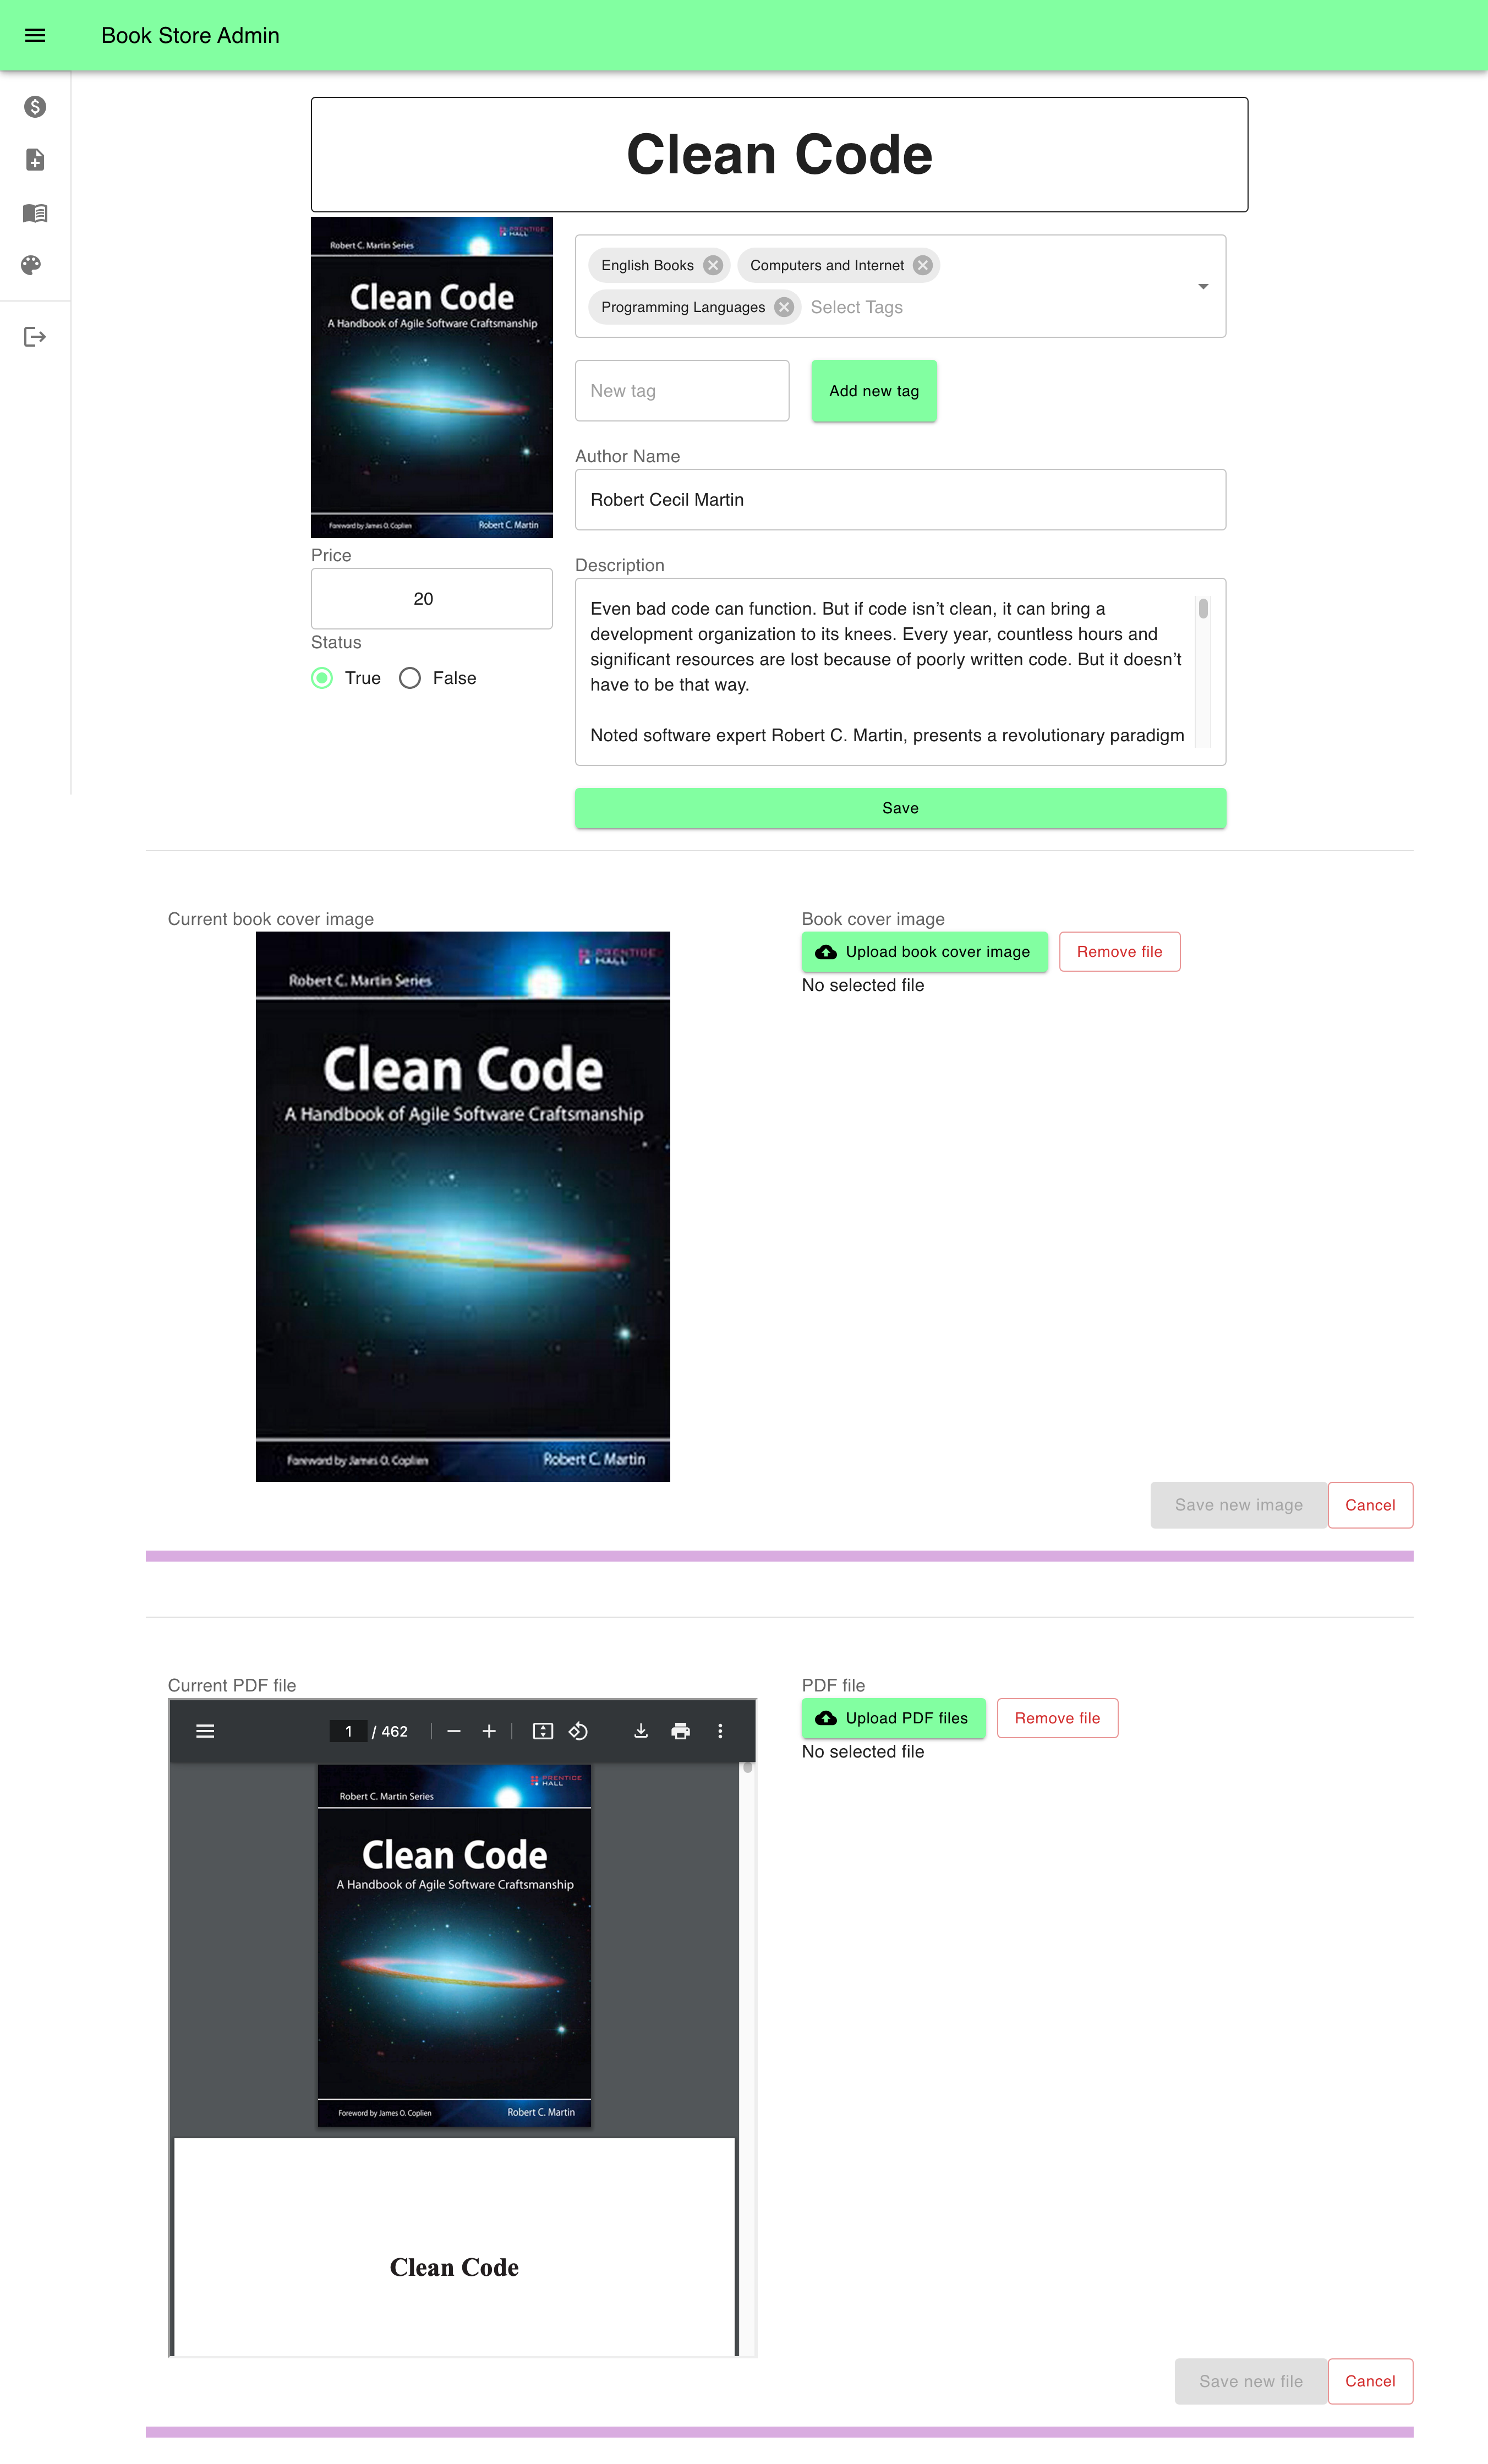 Book Store Admin
Clean Code
PRENTICE
HALL
Robert C. Martin Series
Clean Code
A Handbook of Agile Software Craftsmanship
Foreword by James O. Coplien
Robert C. Martin
English Books
Computers and Internet
Programming Languages
Select Tags
New tag
Add new tag
Author Name
Robert Cecil Martin
Price
20
Status
True
False
Description
Even bad code can function. But if code isn’t clean, it can bring a
development organization to its knees. Every year, countless hours and
significant resources are lost because of poorly written code. But it doesn’t
have to be that way.
Noted software expert Robert C. Martin, presents a revolutionary paradigm
Save
Current book cover image
PRENTICE
HALL
Robert C. Martin Series
Clean Code
A Handbook of Agile Software Craftsmanship
Foreword by James O. Coplien
Robert C. Martin
Book cover image
Upload book cover image
Remove file
No selected file
Save new image
Cancel
Current PDF file
1 / 462
PRENTICE
HALL
Robert C. Martin Series
Clean Code
A Handbook of Agile Software Craftsmanship
Foreword by James O. Coplien
Robert C. Martin
Clean Code
PDF file
Upload PDF files
Remove file
No selected file
Save new file
Cancel